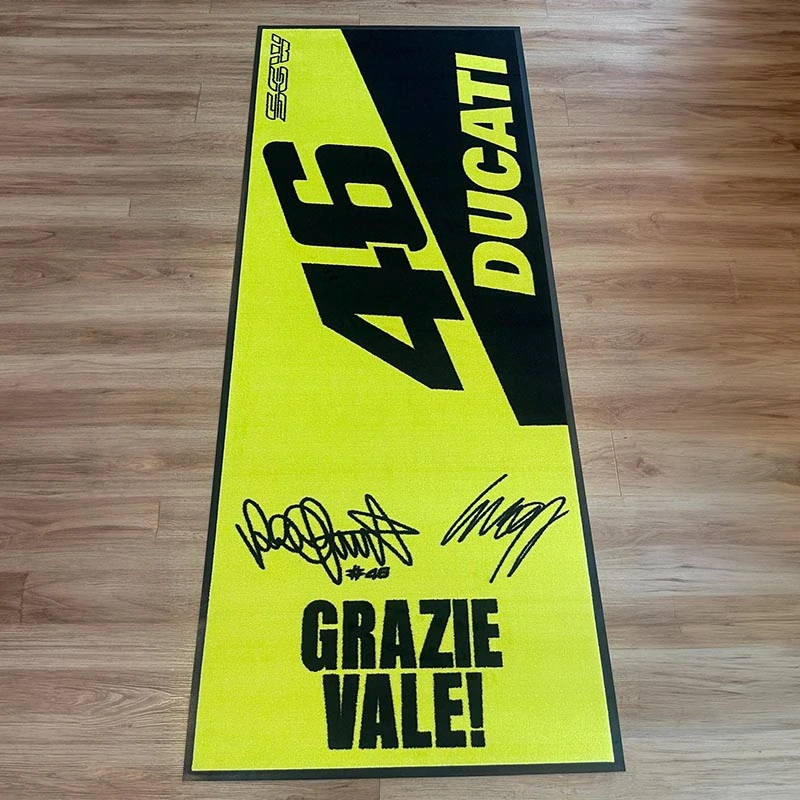 SGW
46
DUCATI
#46
GRAZIE
VALE!